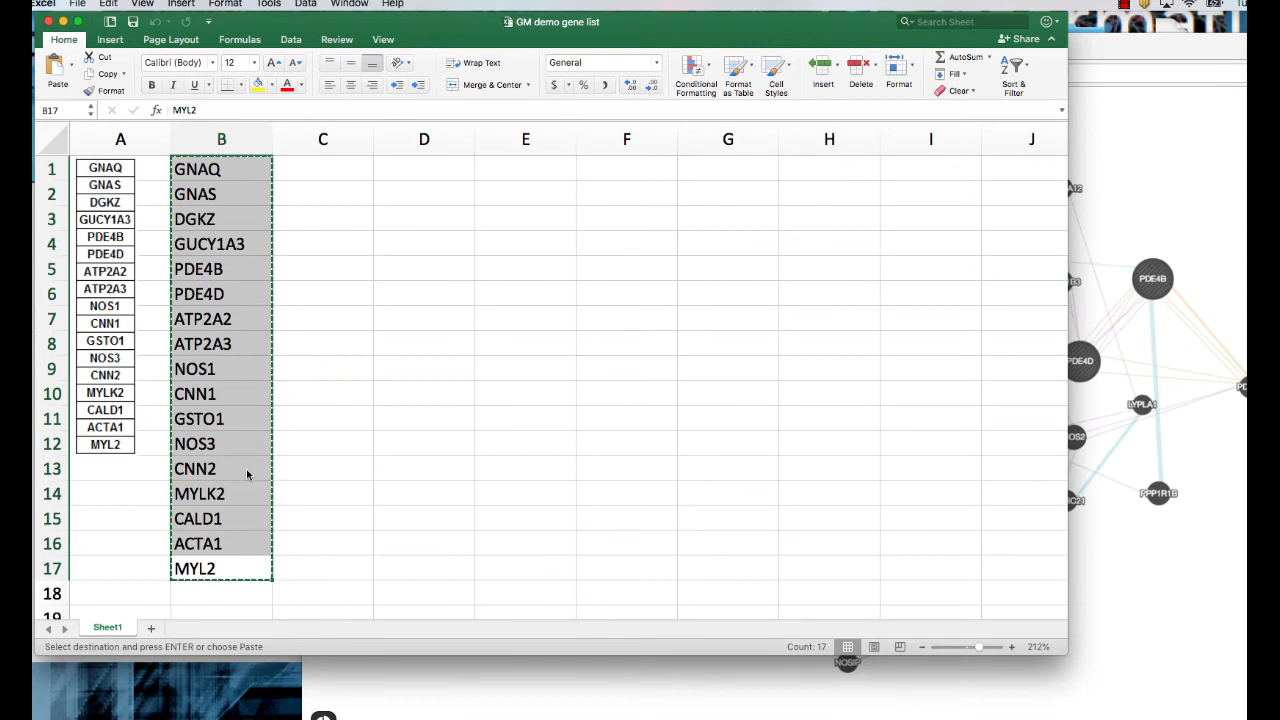 Excel File Edit View Insert Format Tools Data Window Help
GM demo gene list
Search Sheet
Home Insert Page Layout Formulas Data Review View
Share
Paste
Cut
Copy
Format
Calibri (Body) 12
B I U
Wrap Text
Merge & Center
General
$ % )
Conditional Formatting
Format as Table
Cell Styles
Insert
Delete
Format
AutoSum
Fill
Clear
Sort & Filter
B17 fx MYL2
A B C D E F G H I J
1 GNAQ
2 GNAS
3 DGKZ
4 GUCY1A3
5 PDE4B
6 PDE4D
7 ATP2A2
8 ATP2A3
9 NOS1
10 CNN1
11 GSTO1
12 NOS3
13 CNN2
14 MYLK2
15 CALD1
16 ACTA1
17 MYL2
18
19
GNAQ
GNAS
DGKZ
GUCY1A3
PDE4B
PDE4D
ATP2A2
ATP2A3
NOS1
CNN1
GSTO1
NOS3
CNN2
MYLK2
CALD1
ACTA1
MYL2
Sheet1
Select destination and press ENTER or choose Paste
Count: 17
212%
PDE4B
PDE4D
LYPLA1
PPP1R1B
NOSIP